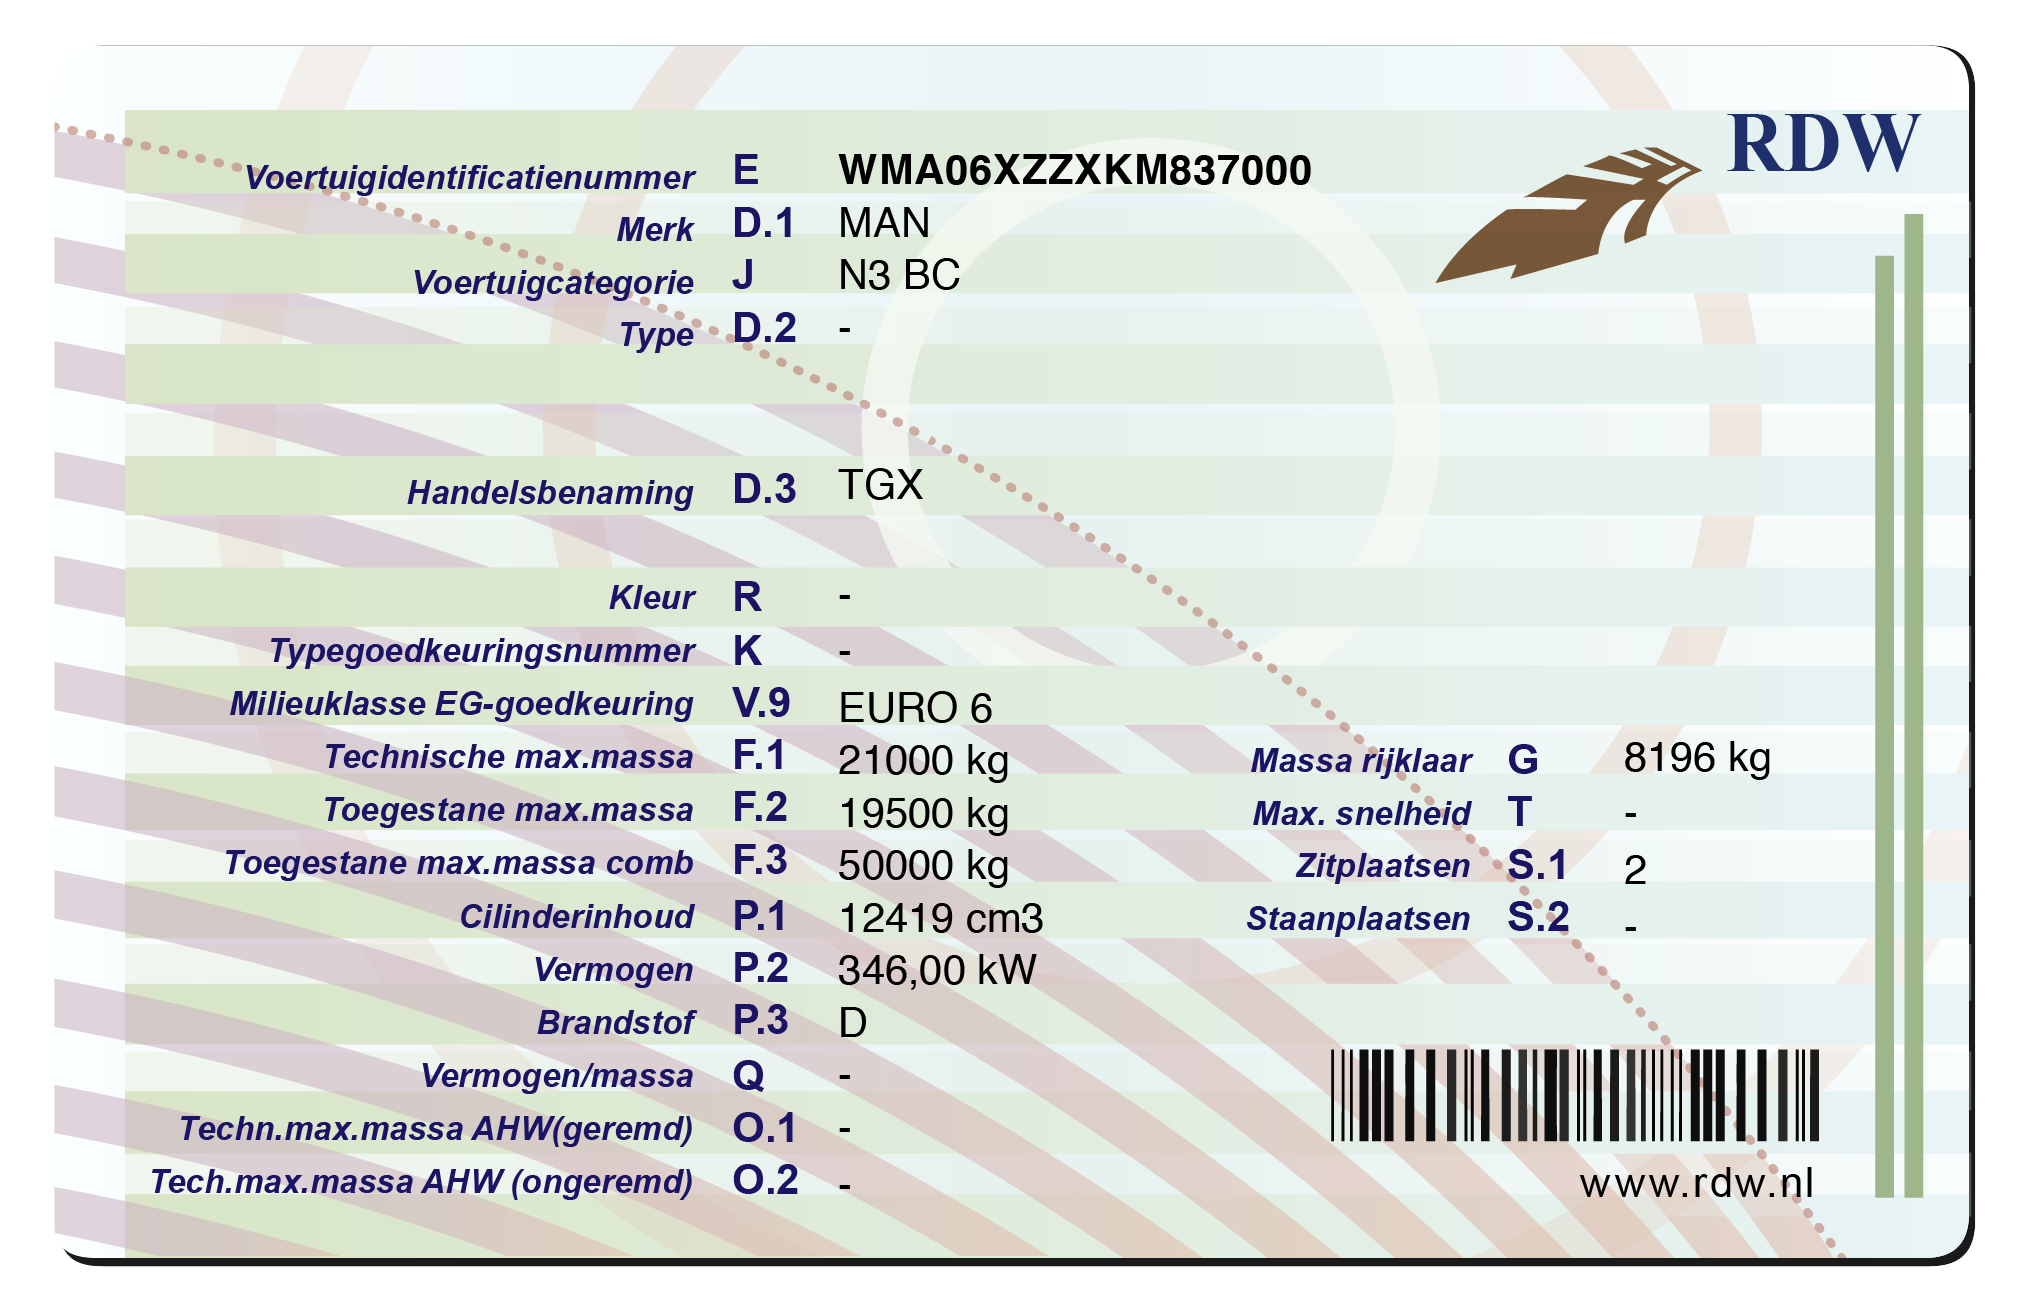 RDW
Voertuigidentificatienummer E WMA06XZZXKM837000
Merk D.1 MAN
Voertuigcategorie J N3 BC
Type D.2 -
Handelsbenaming D.3 TGX
Kleur R -
Typegoedkeuringsnummer K -
Milieuklasse EG-goedkeuring V.9 EURO 6
Technische max.massa F.1 21000 kg Massa rijklaar G 8196 kg
Toegestane max.massa F.2 19500 kg Max. snelheid T -
Toegestane max.massa comb F.3 50000 kg Zitplaatsen S.1 2
Cilinderinhoud P.1 12419 cm3 Staanplaatsen S.2 -
Vermogen P.2 346,00 kW
Brandstof P.3 D
Vermogen/massa Q -
Techn.max.massa AHW(geremd) O.1 -
Tech.max.massa AHW (ongeremd) O.2 -
www.rdw.nl